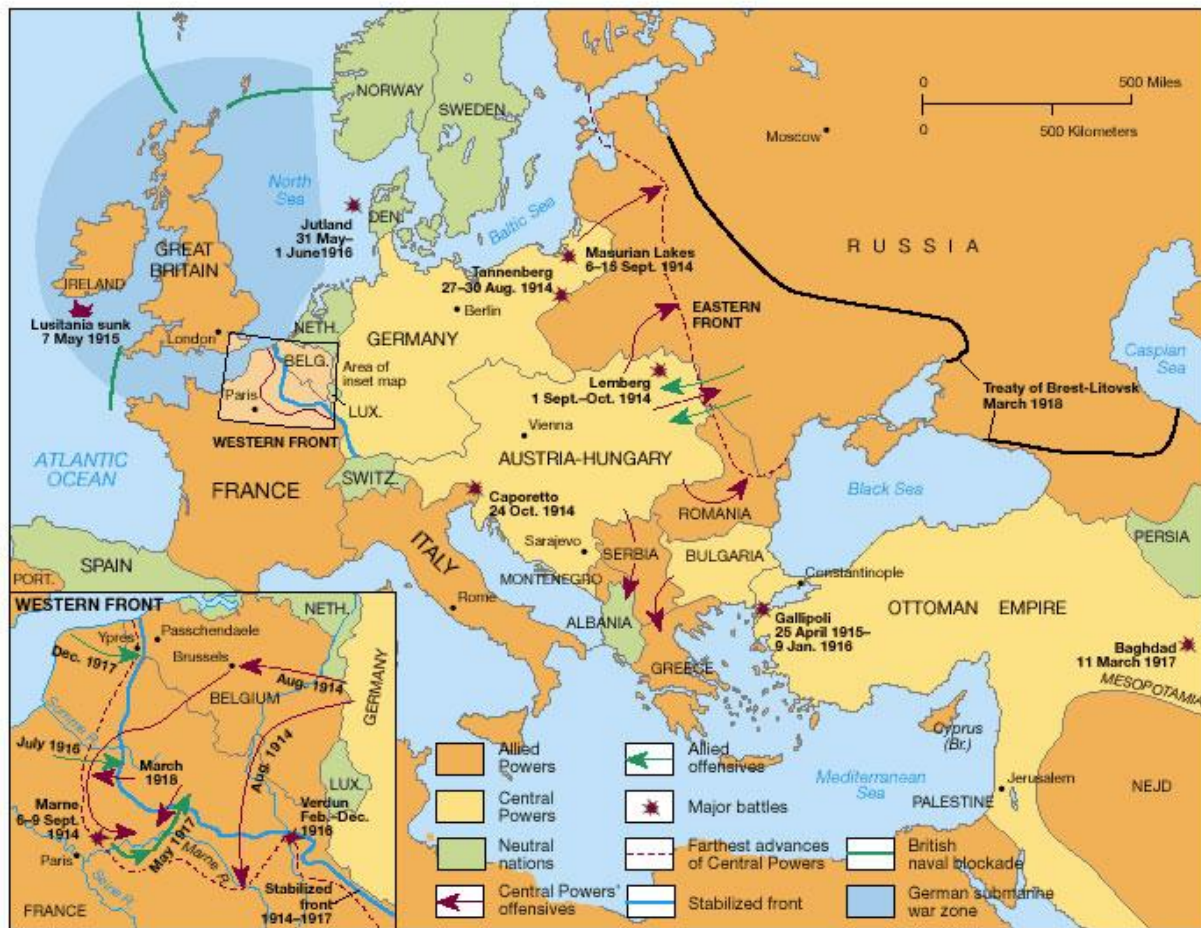 NORWAY
SWEDEN
0
500 Miles
0
500 Kilometers
Moscow
North
Sea
Baltic Sea
DEN.
Jutland
31 May–
1 June1916
GREAT
BRITAIN
IRELAND
Masurian Lakes
6–15 Sept. 1914
Tannenberg
27–30 Aug. 1914
RUSSIA
Lusitania sunk
7 May 1915
London
NETH.
Berlin
GERMANY
EASTERN
FRONT
Caspian
Sea
BELG.
Area of
inset map
Paris
LUX.
Lemberg
1 Sept.–Oct. 1914
Treaty of Brest-Litovsk
March 1918
WESTERN FRONT
Vienna
ATLANTIC
OCEAN
FRANCE
SWITZ.
AUSTRIA-HUNGARY
Black Sea
Caporetto
24 Oct. 1914
ROMANIA
ITALY
Sarajevo
SERBIA
BULGARIA
PERSIA
SPAIN
PORT.
MONTENEGRO
Constantinople
Rome
ALBANIA
OTTOMAN EMPIRE
Gallipoli
25 April 1915–
9 Jan. 1916
GREECE
Baghdad
11 March 1917
MESOPOTAMIA
Cyprus
(Br.)
Mediterranean
Sea
Jerusalem
PALESTINE
NEJD
WESTERN FRONT
NETH.
Ypres
Passchendaele
Dec. 1917
Brussels
Aug. 1914
BELGIUM
GERMANY
Somme R.
July 1916
Aug. 1914
March
1918
LUX.
Marne
6–9 Sept.
1914
Verdun
Feb.–Dec.
1916
May 1917
Marne R.
Paris
Seine R.
Stabilized
front
1914–1917
FRANCE
Allied
Powers
Central
Powers
Neutral
nations
Central Powers'
offensives
Allied
offensives
Major battles
Farthest advances
of Central Powers
Stabilized front
British
naval blockade
German submarine
war zone